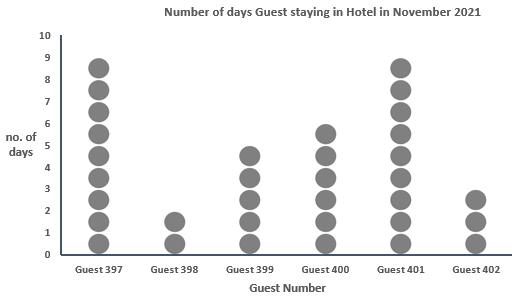 Number of days Guest staying in Hotel in November 2021
10
9
8
7
6
5
4
3
2
1
0
no. of
days
Guest 397 Guest 398 Guest 399 Guest 400 Guest 401 Guest 402
Guest Number